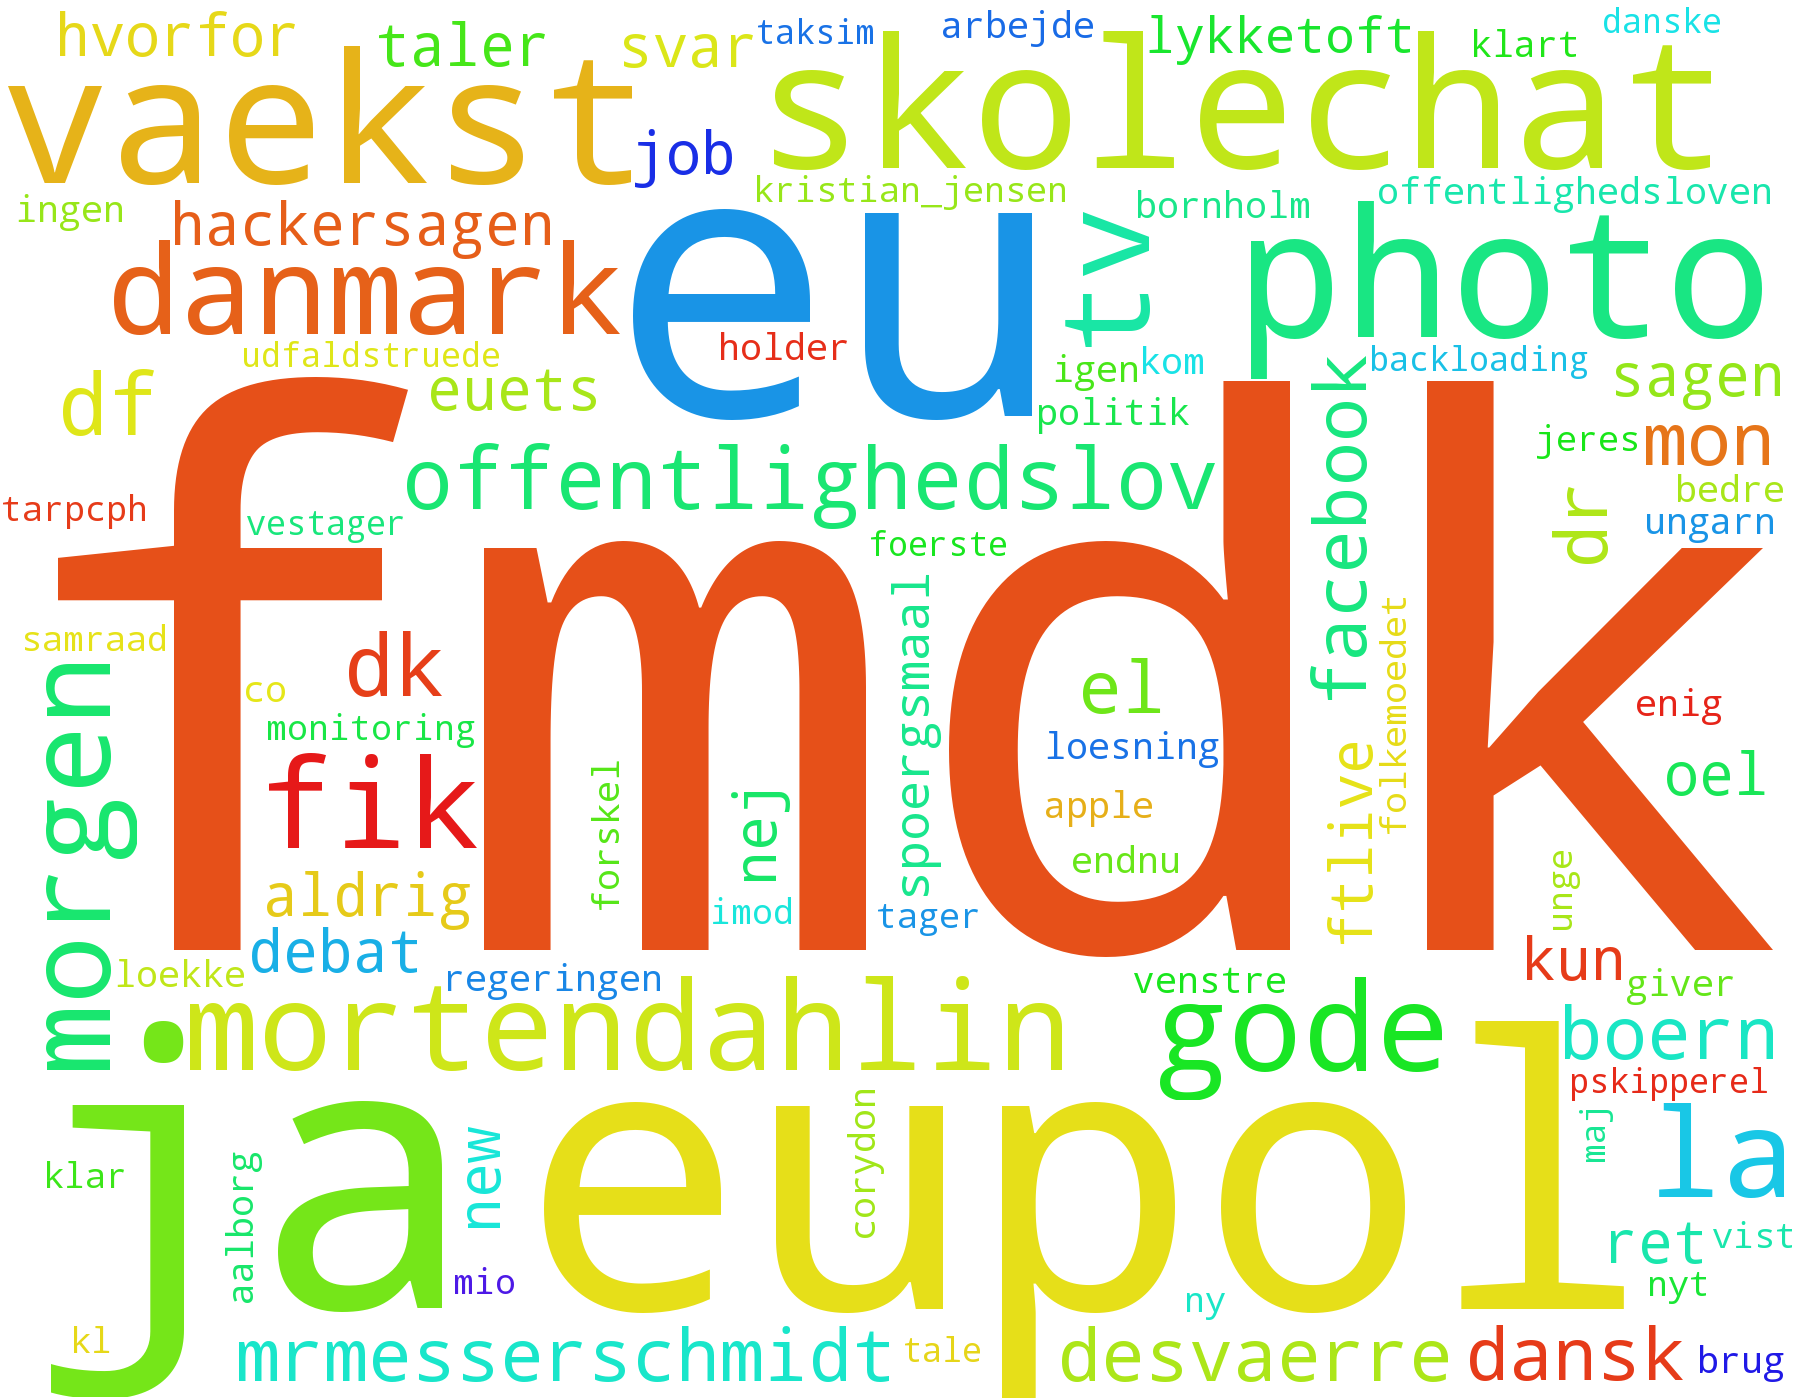 hvorfor
taler
svar
taksim
arbejde
lykketoft
klart
danske
vaekst
skolechat
job
ingen
hackersagen
kristian_jensen
bornholm
offentlighedsloven
danmark
eu
tv
photo
udfaldstruede
holder
igen
kom
backloading
sagen
df
euets
politik
facebook
jeres
mon
offentlighedslov
bedre
tarpcph
vestager
dr
ungarn
foerste
fmdk
samraad
morgen
dk
co
monitoring
spoergsmaal
el
folkemoedet
enig
loesning
fik
forskel
nej
apple
ftlive
oel
endnu
aldrig
imod
tager
unge
debat
loekke
regeringen
venstre
kun
giver
mortendahlin
gode
boern
pskipperel
ja
eupol
maj
la
klar
aalborg
new
corydon
ret
vist
mio
ny
nyt
kl
mrmesserschmidt
tale
desvaerre
dansk
brug